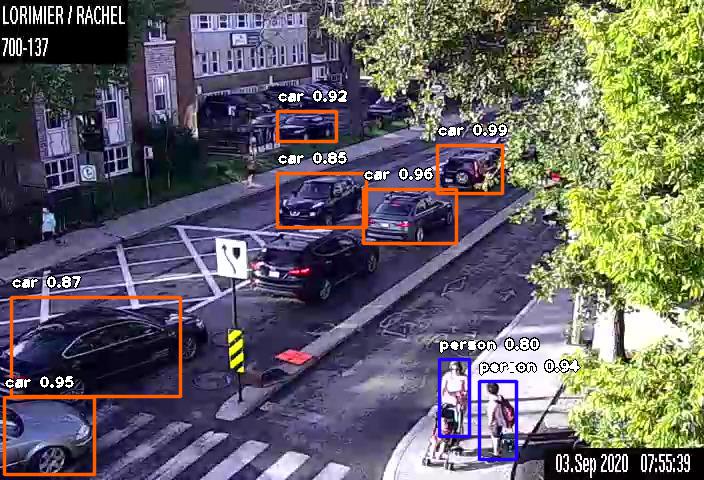 LORIMIER / RACHEL
700-137
car 0.92
car 0.99
car 0.85
car 0.96
car 0.87
person 0.80
person 0.94
car 0.95
03.Sep 2020 07:55:39